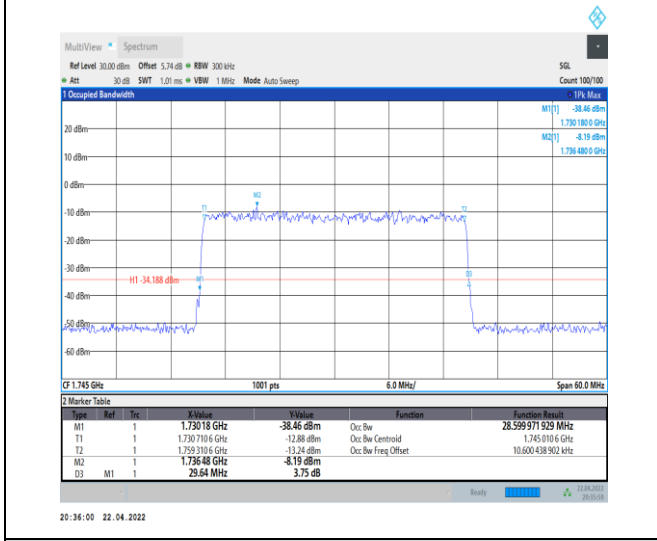 MultiView Spectrum
Ref Level 30.00 dBm Offset 5.74 dB RBW 300 kHz SGL
Att 30 dB SWT 1.01 ms VBW 1 MHz Mode Auto Sweep Count 100/100
1 Occupied Bandwidth 1Pk Max
M1[1] -38.46 dBm
1.730 180 0 GHz
M2[1] -8.19 dBm
1.736 480 0 GHz
20 dBm
10 dBm
0 dBm
M2
T1 T2
-10 dBm
-20 dBm
-30 dBm
D3
H1 -34.188 dBm M1
-40 dBm
-50 dBm
-60 dBm
CF 1.745 GHz 1001 pts 6.0 MHz/ Span 60.0 MHz
2 Marker Table
Type Ref Trc X-Value Y-Value Function Function Result
M1 1 1.73018 GHz -38.46 dBm Occ Bw 28.599 971 929 MHz
T1 1 1.730 710 6 GHz -12.88 dBm Occ Bw Centroid 1.745 010 6 GHz
T2 1 1.759 310 6 GHz -13.24 dBm Occ Bw Freq Offset 10.600 438 902 kHz
M2 1 1.736 48 GHz -8.19 dBm
D3 M1 1 29.64 MHz 3.75 dB
Ready 22.04.2022
20:35:59
20:36:00 22.04.2022